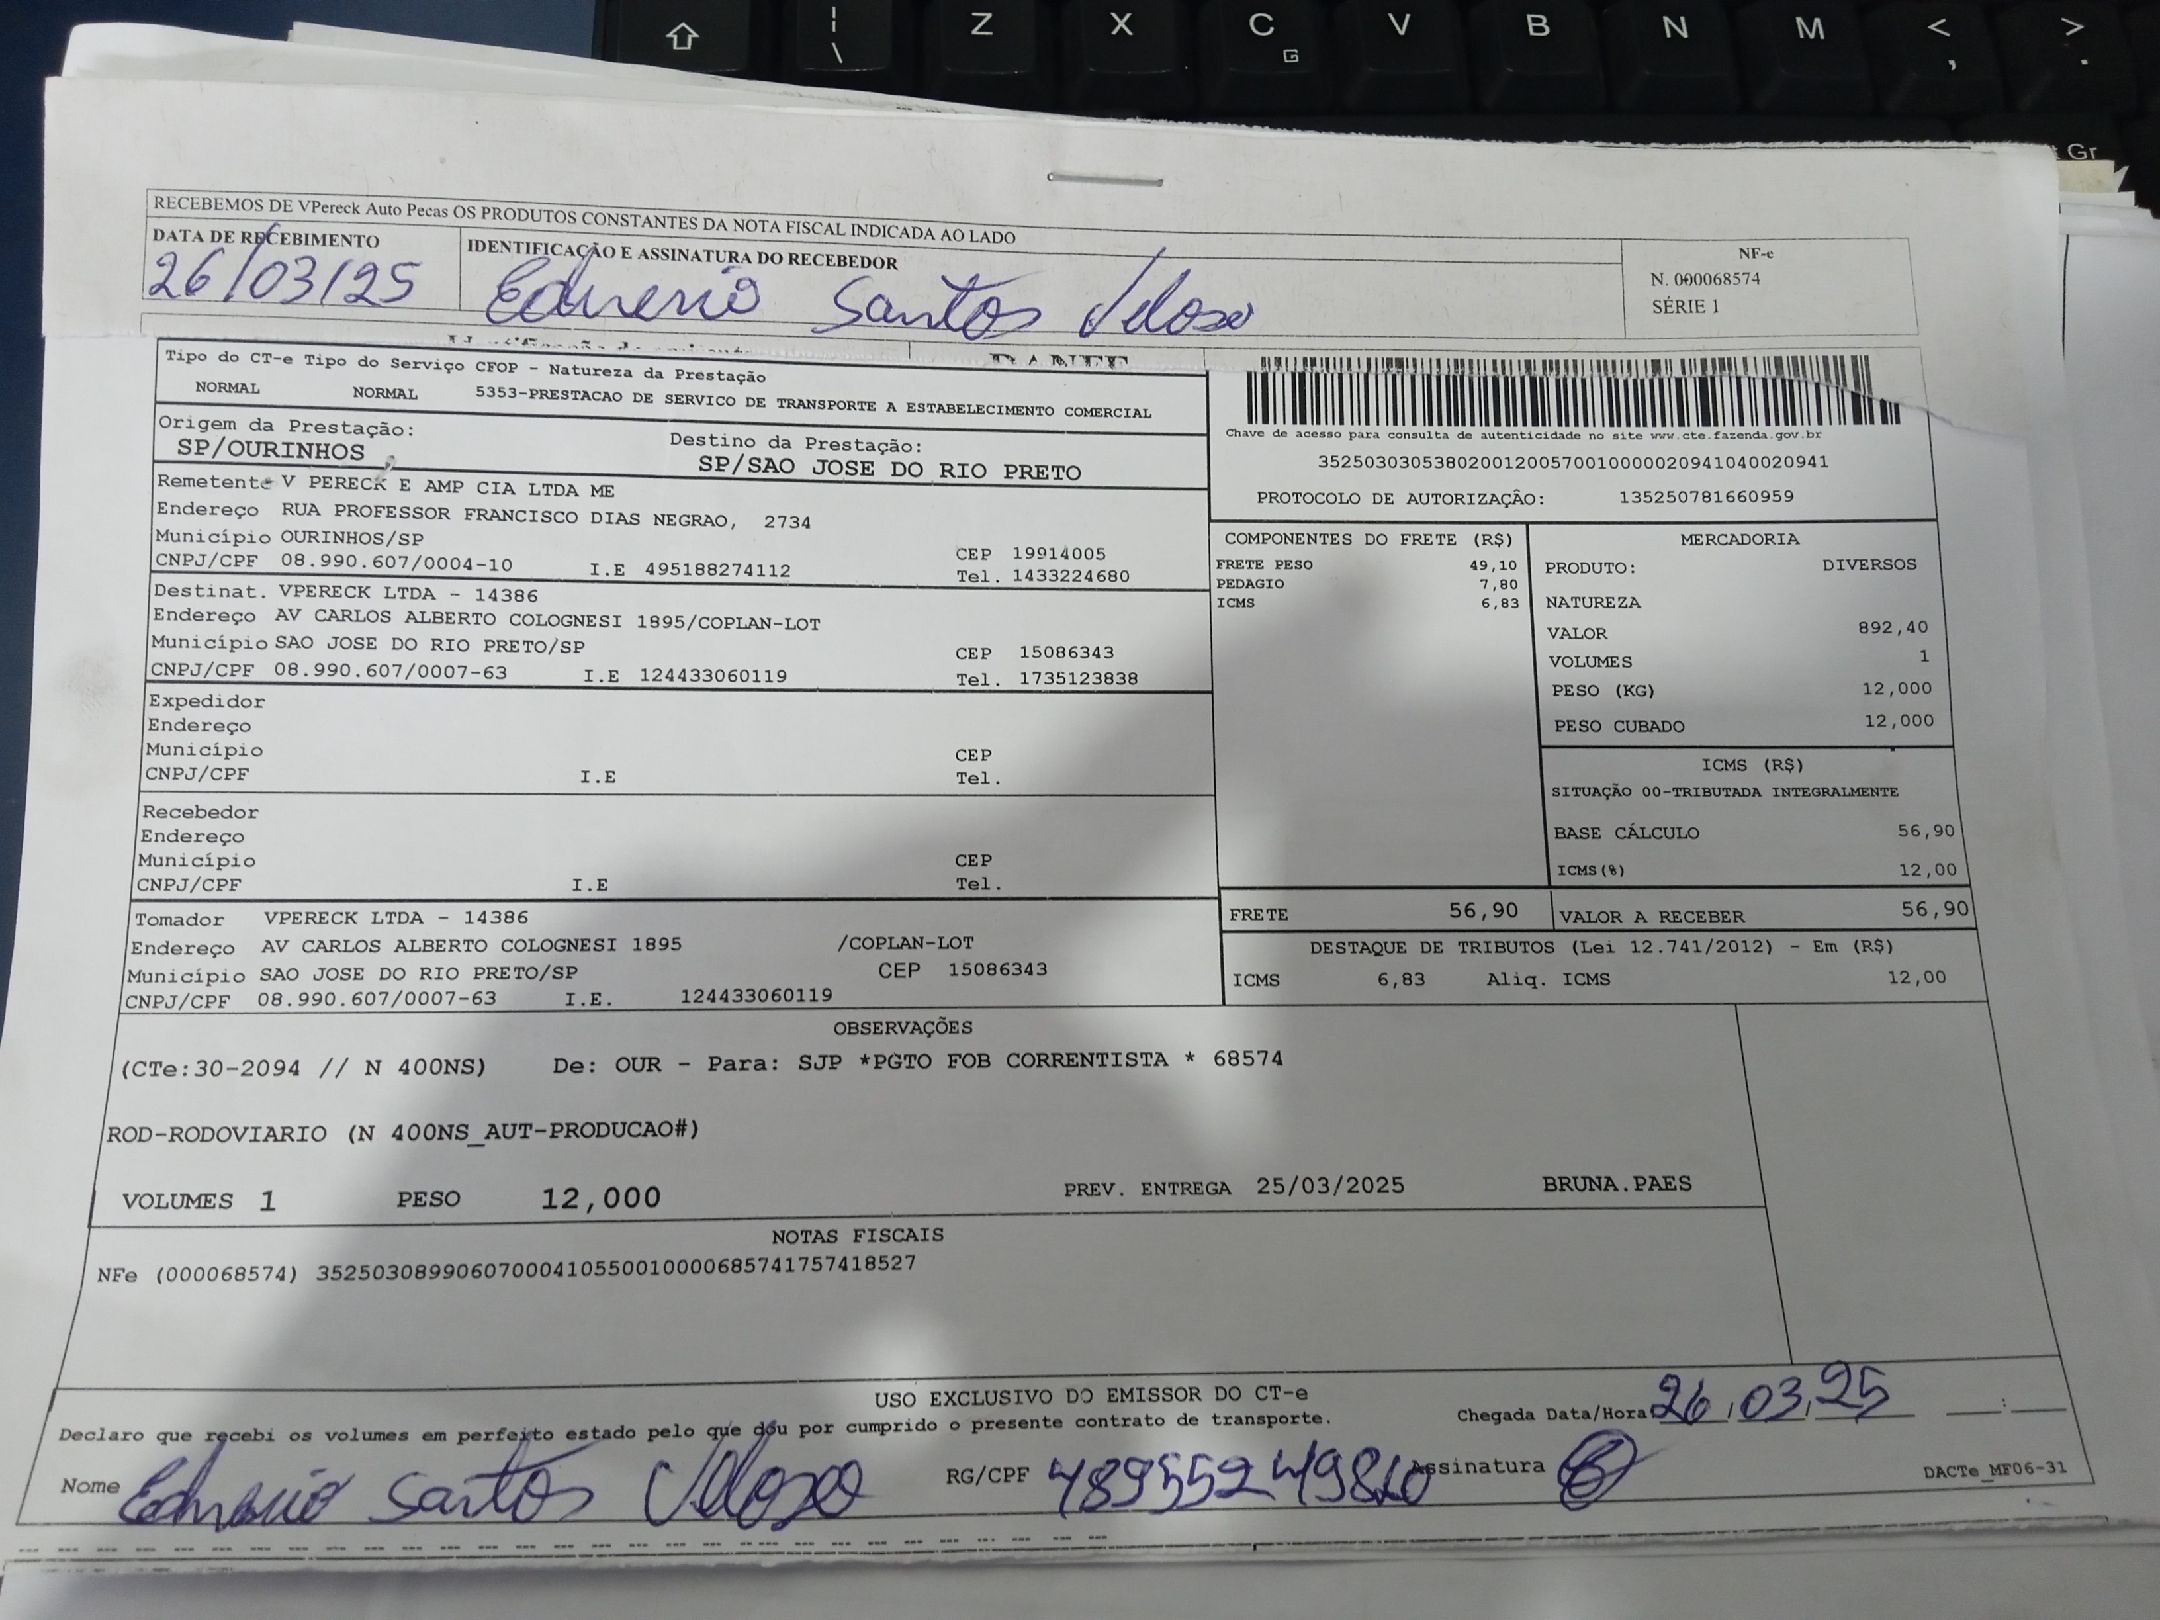 Z X C V B N M < >
\ G , .
Gr
RECEBEMOS DE VPereck Auto Pecas OS PRODUTOS CONSTANTES DA NOTA FISCAL INDICADA AO LADO
DATA DE RECEBIMENTO IDENTIFICAÇÃO E ASSINATURA DO RECEBEDOR
26/03/25 Santos Veloso
NF-e
N. 000068574
SÉRIE 1
DANFE
Tipo do CT-e Tipo do Serviço CFOP - Natureza da Prestação
NORMAL NORMAL 5353-PRESTACAO DE SERVICO DE TRANSPORTE A ESTABELECIMENTO COMERCIAL
Origem da Prestação: Destino da Prestação:
SP/OURINHOS SP/SAO JOSE DO RIO PRETO
Chave de acesso para consulta de autenticidade no site www.cte.fazenda.gov.br
35250303053802001200570010000020941040020941
PROTOCOLO DE AUTORIZAÇÃO: 135250781660959
Remetente V PERECK E AMP CIA LTDA ME
Endereço RUA PROFESSOR FRANCISCO DIAS NEGRAO, 2734
Município OURINHOS/SP CEP 19914005
CNPJ/CPF 08.990.607/0004-10 I.E 495188274112 Tel. 1433224680
Destinat. VPERECK LTDA - 14386
Endereço AV CARLOS ALBERTO COLOGNESI 1895/COPLAN-LOT
Município SAO JOSE DO RIO PRETO/SP CEP 15086343
CNPJ/CPF 08.990.607/0007-63 I.E 124433060119 Tel. 1735123838
Expedidor
Endereço
Município CEP
CNPJ/CPF I.E Tel.
Recebedor
Endereço
Município CEP
CNPJ/CPF I.E Tel.
Tomador VPERECK LTDA - 14386
Endereço AV CARLOS ALBERTO COLOGNESI 1895 /COPLAN-LOT
Município SAO JOSE DO RIO PRETO/SP CEP 15086343
CNPJ/CPF 08.990.607/0007-63 I.E. 124433060119
COMPONENTES DO FRETE (R$)
FRETE PESO 49,10
PEDAGIO 7,80
ICMS 6,83
MERCADORIA
PRODUTO: DIVERSOS
NATUREZA
VALOR 892,40
VOLUMES 1
PESO (KG) 12,000
PESO CUBADO 12,000
ICMS (R$)
SITUAÇÃO 00-TRIBUTADA INTEGRALMENTE
BASE CÁLCULO 56,90
ICMS(%) 12,00
FRETE 56,90 VALOR A RECEBER 56,90
DESTAQUE DE TRIBUTOS (Lei 12.741/2012) - Em (R$)
ICMS 6,83 Aliq. ICMS 12,00
OBSERVAÇÕES
(CTe:30-2094 // N 400NS) De: OUR - Para: SJP *PGTO FOB CORRENTISTA * 68574
ROD-RODOVIARIO (N 400NS_AUT-PRODUCAO#)
VOLUMES 1 PESO 12,000 PREV. ENTREGA 25/03/2025 BRUNA.PAES
NOTAS FISCAIS
NFe (000068574) 35250308990607000410550010000685741757418527
USO EXCLUSIVO DO EMISSOR DO CT-e
Declaro que recebi os volumes em perfeito estado pelo que dou por cumprido o presente contrato de transporte. Chegada Data/Hora 26/03/25 :
Nome Santos Veloso RG/CPF Assinatura DACTe_MF06-31